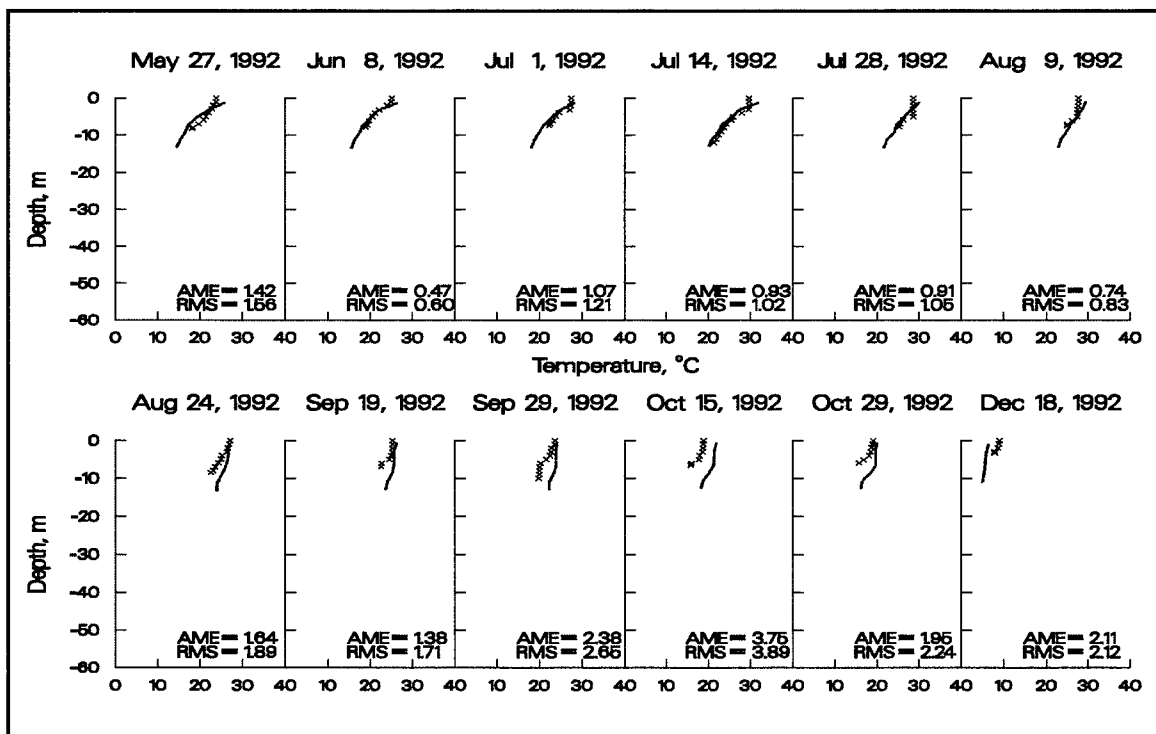 May 27, 1992 Jun 8, 1992 Jul 1, 1992 Jul 14, 1992 Jul 28, 1992 Aug 9, 1992
0
-10
-20
-30
-40
-50
-60
Depth, m
AME= 1.42 AME= 0.47 AME= 1.07 AME= 0.93 AME= 0.91 AME= 0.74
RMS= 1.66 RMS= 0.60 RMS= 1.21 RMS= 1.02 RMS= 1.05 RMS= 0.83
0 10 20 30 40 10 20 30 40 10 20 30 40 10 20 30 40 10 20 30 40 10 20 30 40
Temperature, °C
Aug 24, 1992 Sep 19, 1992 Sep 29, 1992 Oct 15, 1992 Oct 29, 1992 Dec 18, 1992
0
-10
-20
-30
-40
-50
-60
Depth, m
AME= 1.64 AME= 1.38 AME= 2.38 AME= 3.75 AME= 1.95 AME= 2.11
RMS= 1.89 RMS= 1.71 RMS= 2.65 RMS= 3.89 RMS= 2.24 RMS= 2.12
0 10 20 30 40 10 20 30 40 10 20 30 40 10 20 30 40 10 20 30 40 10 20 30 40